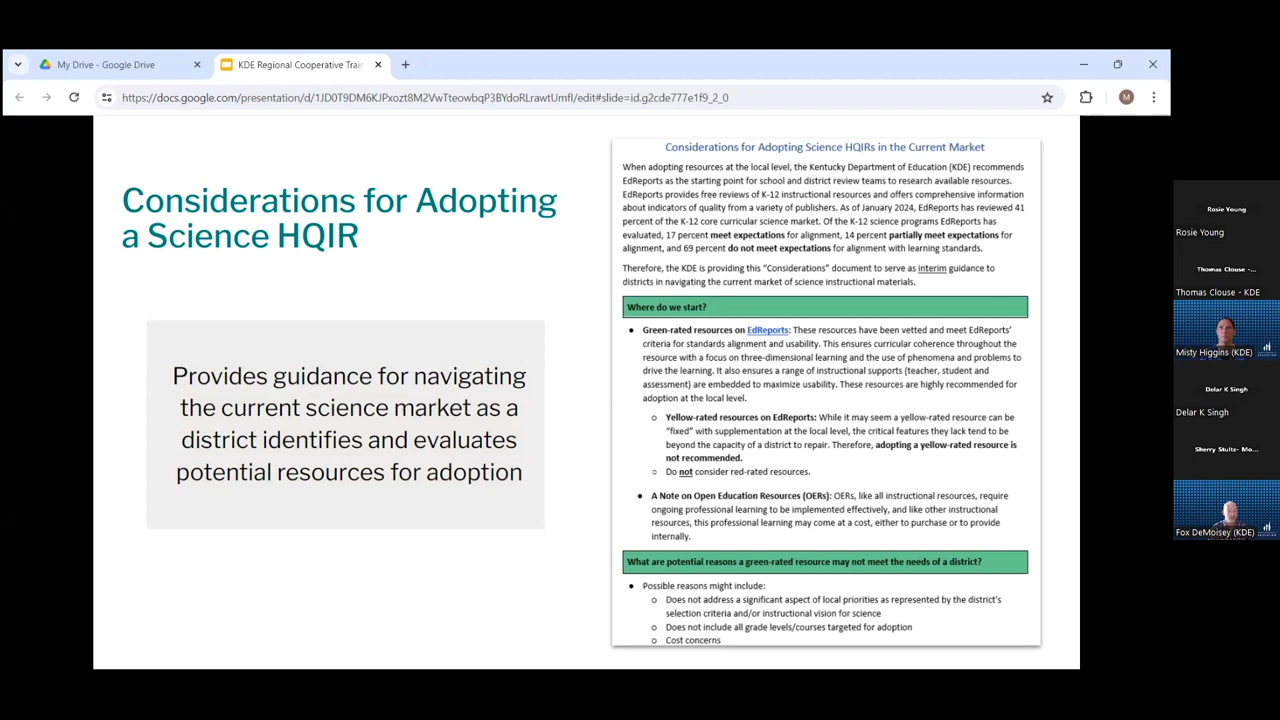 My Drive - Google Drive
KDE Regional Cooperative Train
https://docs.google.com/presentation/d/1JD0T9DM6KJPxozt8M2VwTteowbqP3BYdoRLrawtUmfI/edit#slide=id.g2cde777e1f9_2_0
M
Considerations for Adopting
a Science HQIR
Provides guidance for navigating
the current science market as a
district identifies and evaluates
potential resources for adoption
Considerations for Adopting Science HQIRs in the Current Market
When adopting resources at the local level, the Kentucky Department of Education (KDE) recommends
EdReports as the starting point for school and district review teams to research available resources.
EdReports provides free reviews of K-12 instructional resources and offers comprehensive information
about indicators of quality from a variety of publishers. As of January 2024, EdReports has reviewed 41
percent of the K-12 core curricular science market. Of the K-12 science programs EdReports has
evaluated, 17 percent meet expectations for alignment, 14 percent partially meet expectations for
alignment, and 69 percent do not meet expectations for alignment with learning standards.
Therefore, the KDE is providing this “Considerations” document to serve as interim guidance to
districts in navigating the current market of science instructional materials.
Where do we start?
● Green-rated resources on EdReports: These resources have been vetted and meet EdReports’
criteria for standards alignment and usability. This ensures curricular coherence throughout the
resource with a focus on three-dimensional learning and the use of phenomena and problems to
drive the learning. It also ensures a range of instructional supports (teacher, student and
assessment) are embedded to maximize usability. These resources are highly recommended for
adoption at the local level.
○ Yellow-rated resources on EdReports: While it may seem a yellow-rated resource can be
“fixed” with supplementation at the local level, the critical features they lack tend to be
beyond the capacity of a district to repair. Therefore, adopting a yellow-rated resource is
not recommended.
○ Do not consider red-rated resources.
● A Note on Open Education Resources (OERs): OERs, like all instructional resources, require
ongoing professional learning to be implemented effectively, and like other instructional
resources, this professional learning may come at a cost, either to purchase or to provide
internally.
What are potential reasons a green-rated resource may not meet the needs of a district?
● Possible reasons might include:
○ Does not address a significant aspect of local priorities as represented by the district's
selection criteria and/or instructional vision for science
○ Does not include all grade levels/courses targeted for adoption
○ Cost concerns
Rosie Young
Rosie Young
Thomas Clouse -...
Thomas Clouse - KDE
Misty Higgins (KDE)
Delar K Singh
Delar K Singh
Sherry Stultz- Mo...
Fox DeMoisey (KDE)